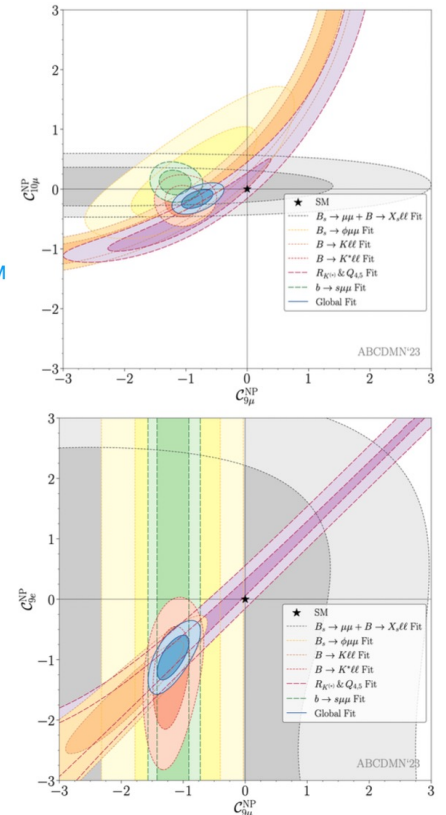 3
2
1
0
−1
−2
−3
−3 −2 −1 0 1 2 3
𝒞^NP_10μ
𝒞^NP_9μ
M
★ SM
B_s → μμ + B → X_sℓℓ Fit
B_s → ϕμμ Fit
B → Kℓℓ Fit
B → K*ℓℓ Fit
R_K(*) & Q_4,5 Fit
b → sμμ Fit
Global Fit
ABCDMN‘23
3
2
1
0
−1
−2
−3
−3 −2 −1 0 1 2 3
𝒞^NP_9e
𝒞^NP_9μ
★ SM
B_s → μμ + B → X_sℓℓ Fit
B_s → ϕμμ Fit
B → Kℓℓ Fit
B → K*ℓℓ Fit
R_K(*) & Q_4,5 Fit
b → sμμ Fit
Global Fit
ABCDMN‘23